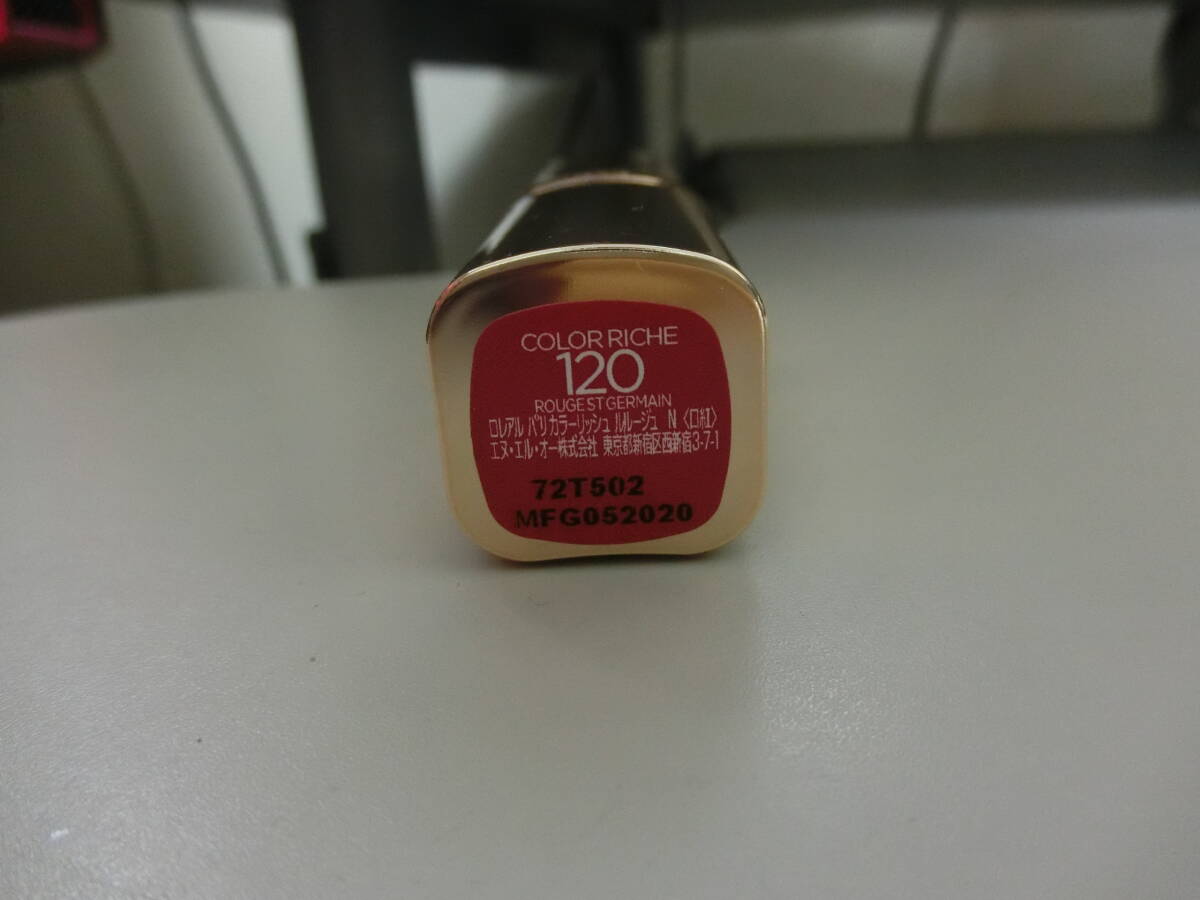 COLOR RICHE
120
ROUGE ST GERMAIN
ロレアル パリ カラーリッシュ ルルージュ N 〈口紅〉
エヌ・エル・オー株式会社 東京都新宿区西新宿3-7-1
72T502
MFG052020